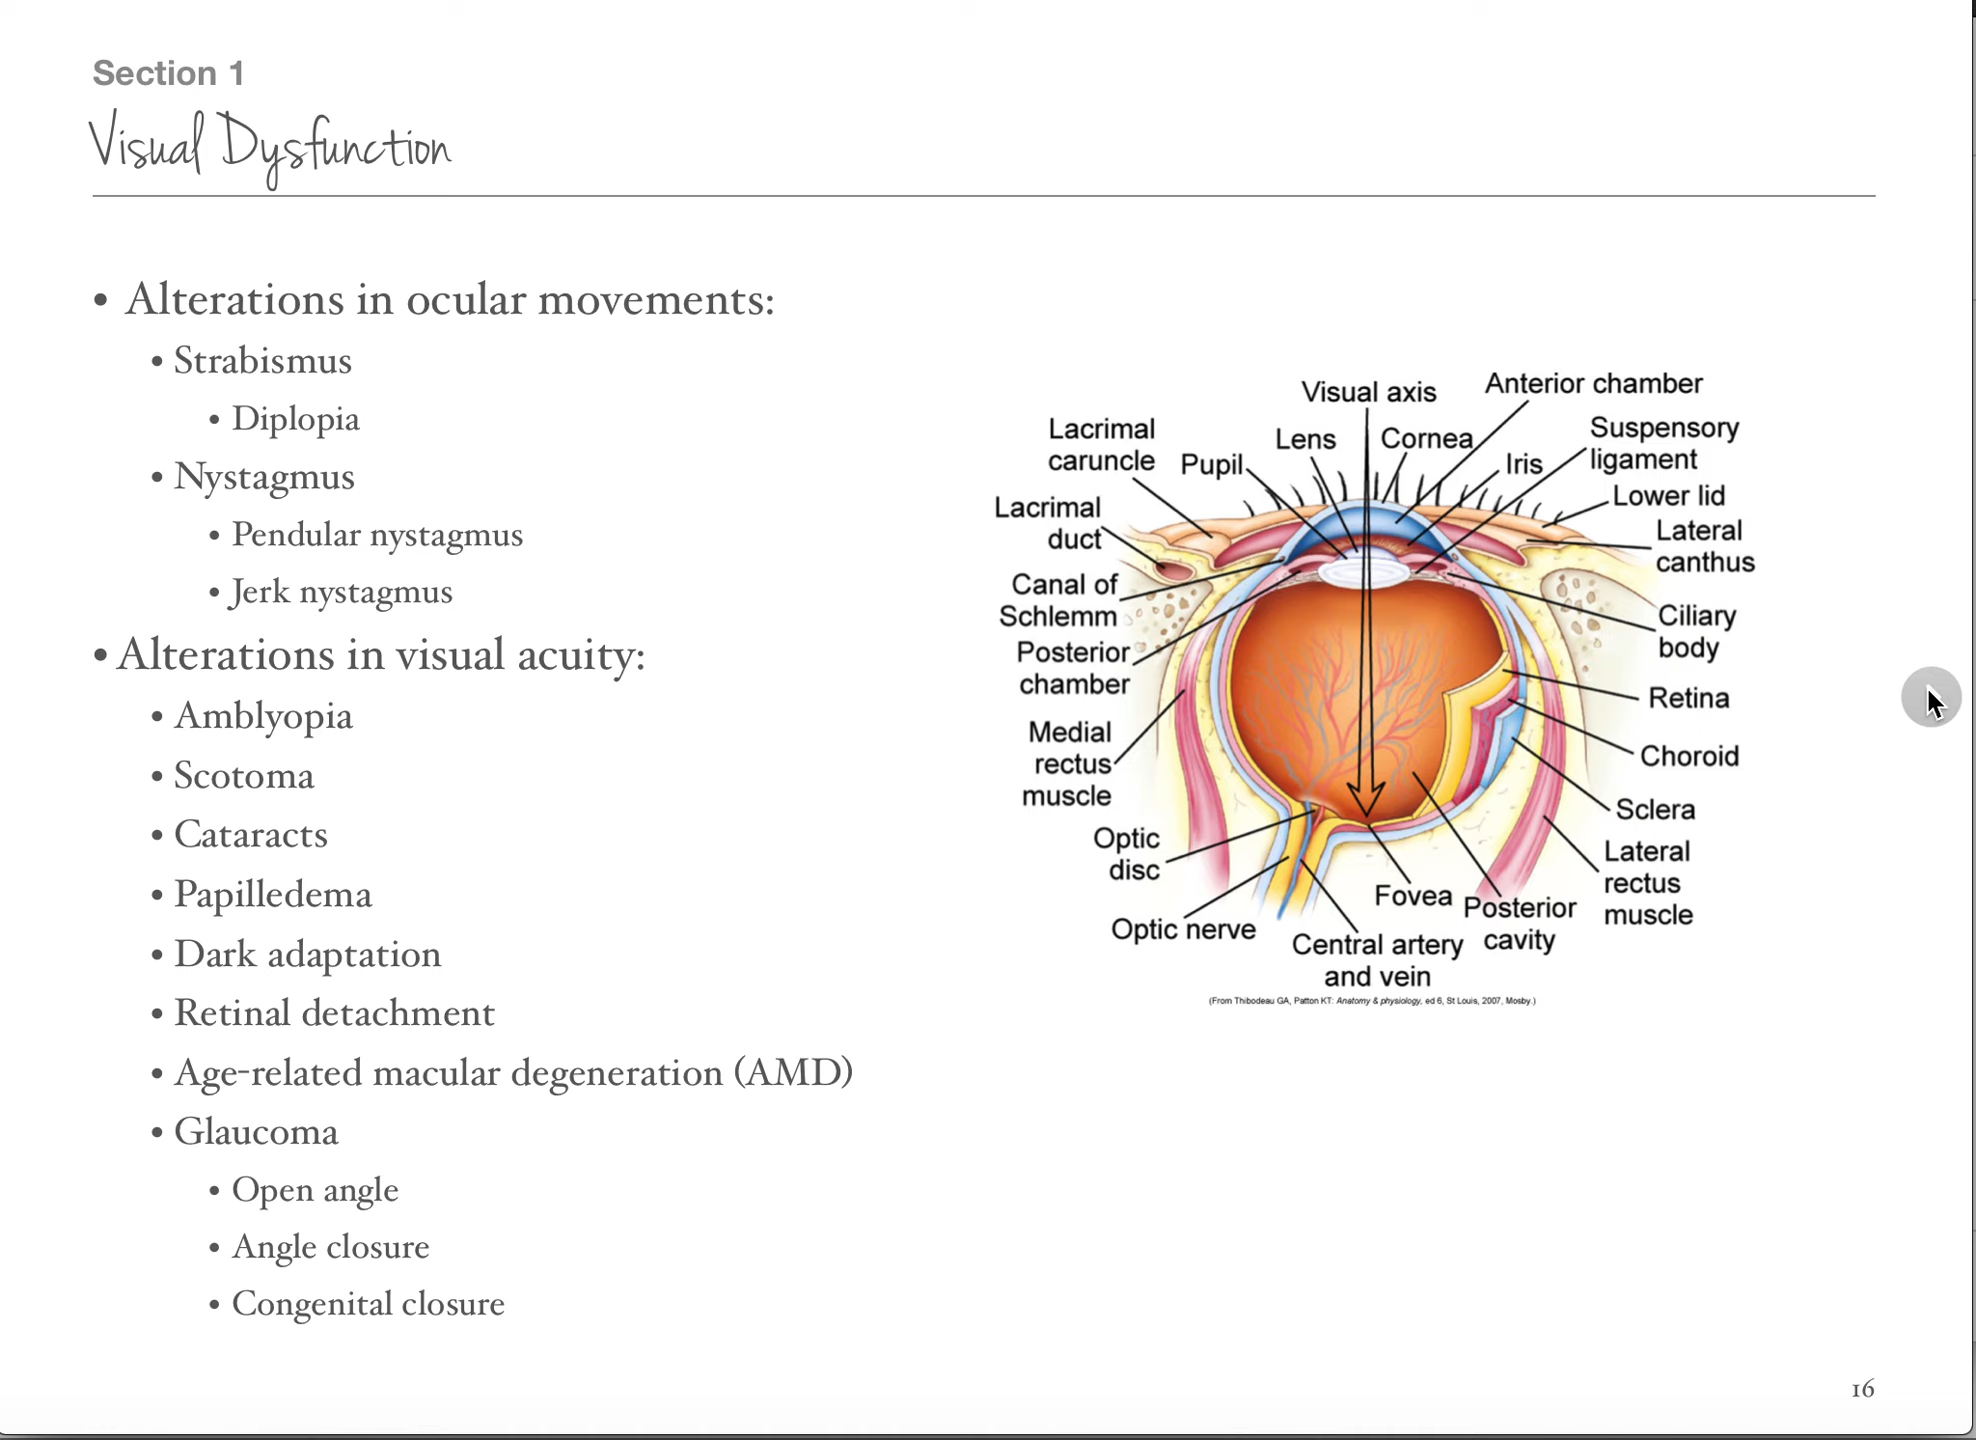 Section 1
Visual Dysfunction
• Alterations in ocular movements:
• Strabismus
• Diplopia
• Nystagmus
• Pendular nystagmus
• Jerk nystagmus
• Alterations in visual acuity:
• Amblyopia
• Scotoma
• Cataracts
• Papilledema
• Dark adaptation
• Retinal detachment
• Age-related macular degeneration (AMD)
• Glaucoma
• Open angle
• Angle closure
• Congenital closure
Visual axis
Anterior chamber
Lacrimal
caruncle
Pupil
Lens
Cornea
Iris
Suspensory
ligament
Lower lid
Lacrimal
duct
Lateral
canthus
Canal of
Schlemm
Ciliary
body
Posterior
chamber
Retina
Medial
rectus
muscle
Choroid
Sclera
Optic
disc
Lateral
rectus
muscle
Fovea
Posterior
cavity
Optic nerve
Central artery
and vein
(From Thibodeau GA, Patton KT: Anatomy & physiology, ed 6, St Louis, 2007, Mosby.)
16